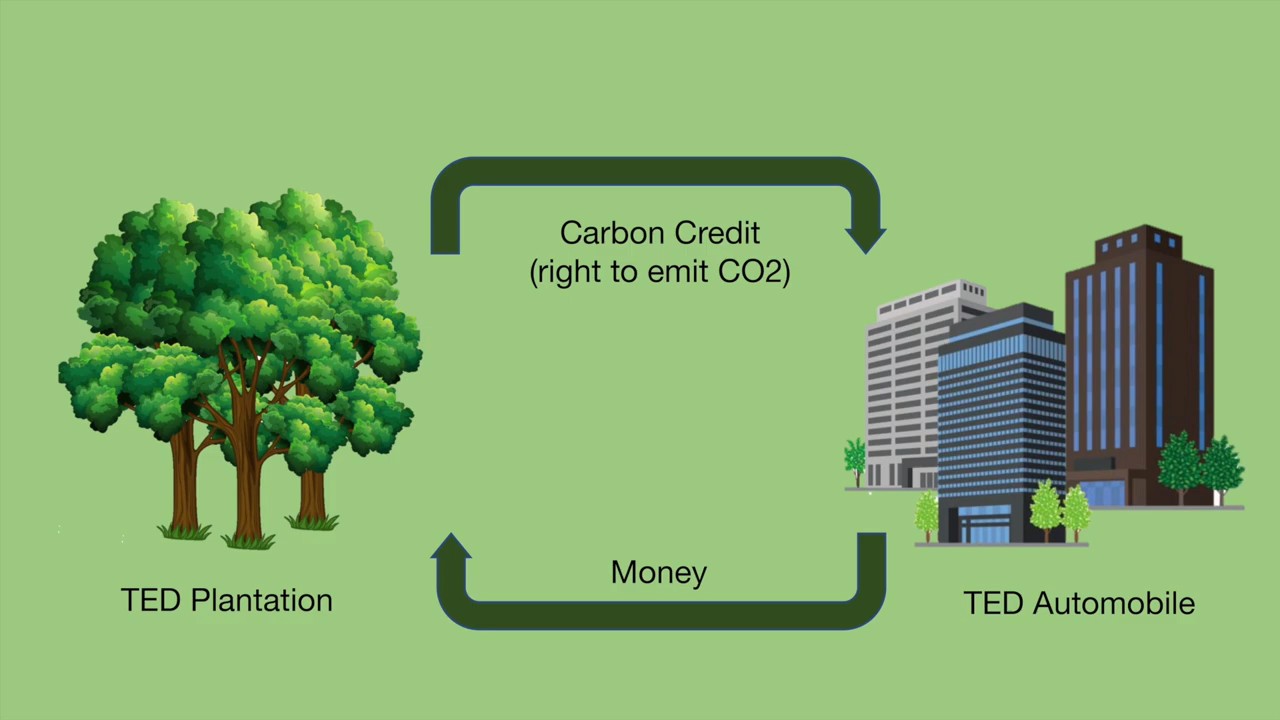 Carbon Credit
(right to emit CO2)
Money
TED Plantation
TED Automobile